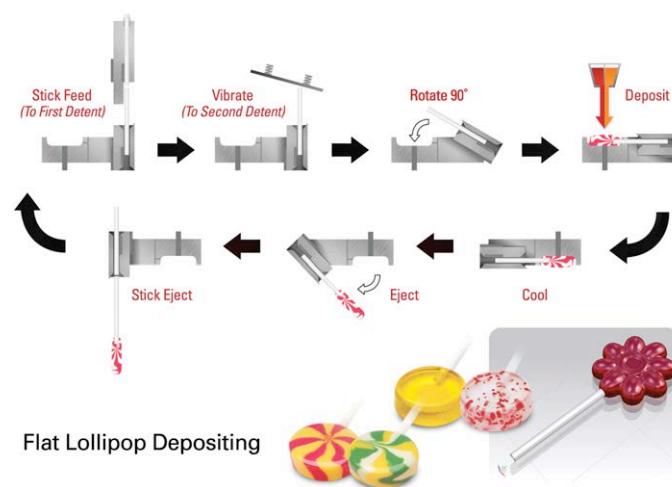 Stick Feed
(To First Detent)
Vibrate
(To Second Detent)
Rotate 90˚
Deposit
Stick Eject
Eject
Cool
Flat Lollipop Depositing